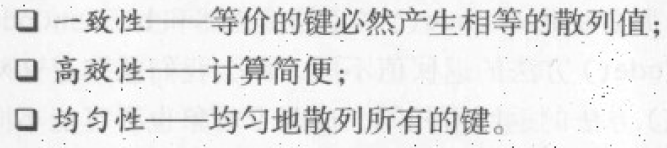 ❑ 一致性——等价的键必然产生相等的散列值；
❑ 高效性——计算简便；
❑ 均匀性——均匀地散列所有的键。